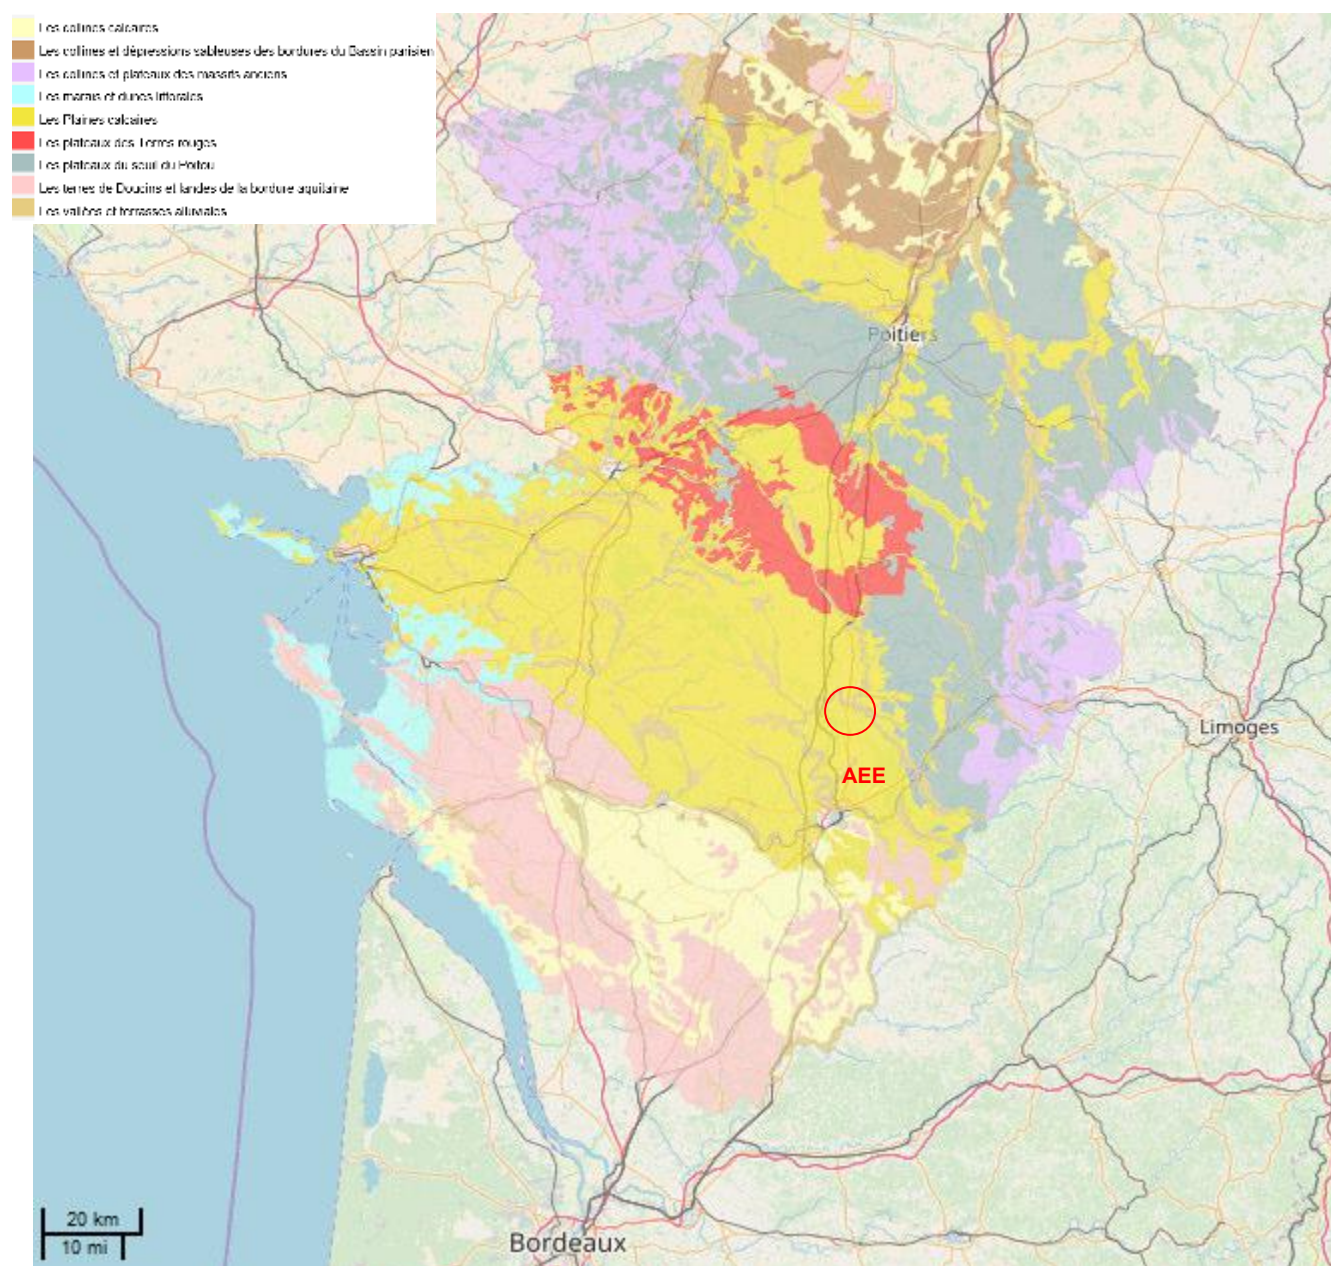 Les collines calcaires
Les collines et dépressions sableuses des bordures du Bassin parisien
Les collines et plateaux des massifs anciens
Les marais et dunes littorales
Les Plaines calcaires
Les plateaux des Terres rouges
Les plateaux du seuil du Poitou
Les terres de Doucins et landes de la bordure aquitaine
Les vallées et terrasses alluviales
Poitiers
Limoges
AEE
20 km
10 mi
Bordeaux